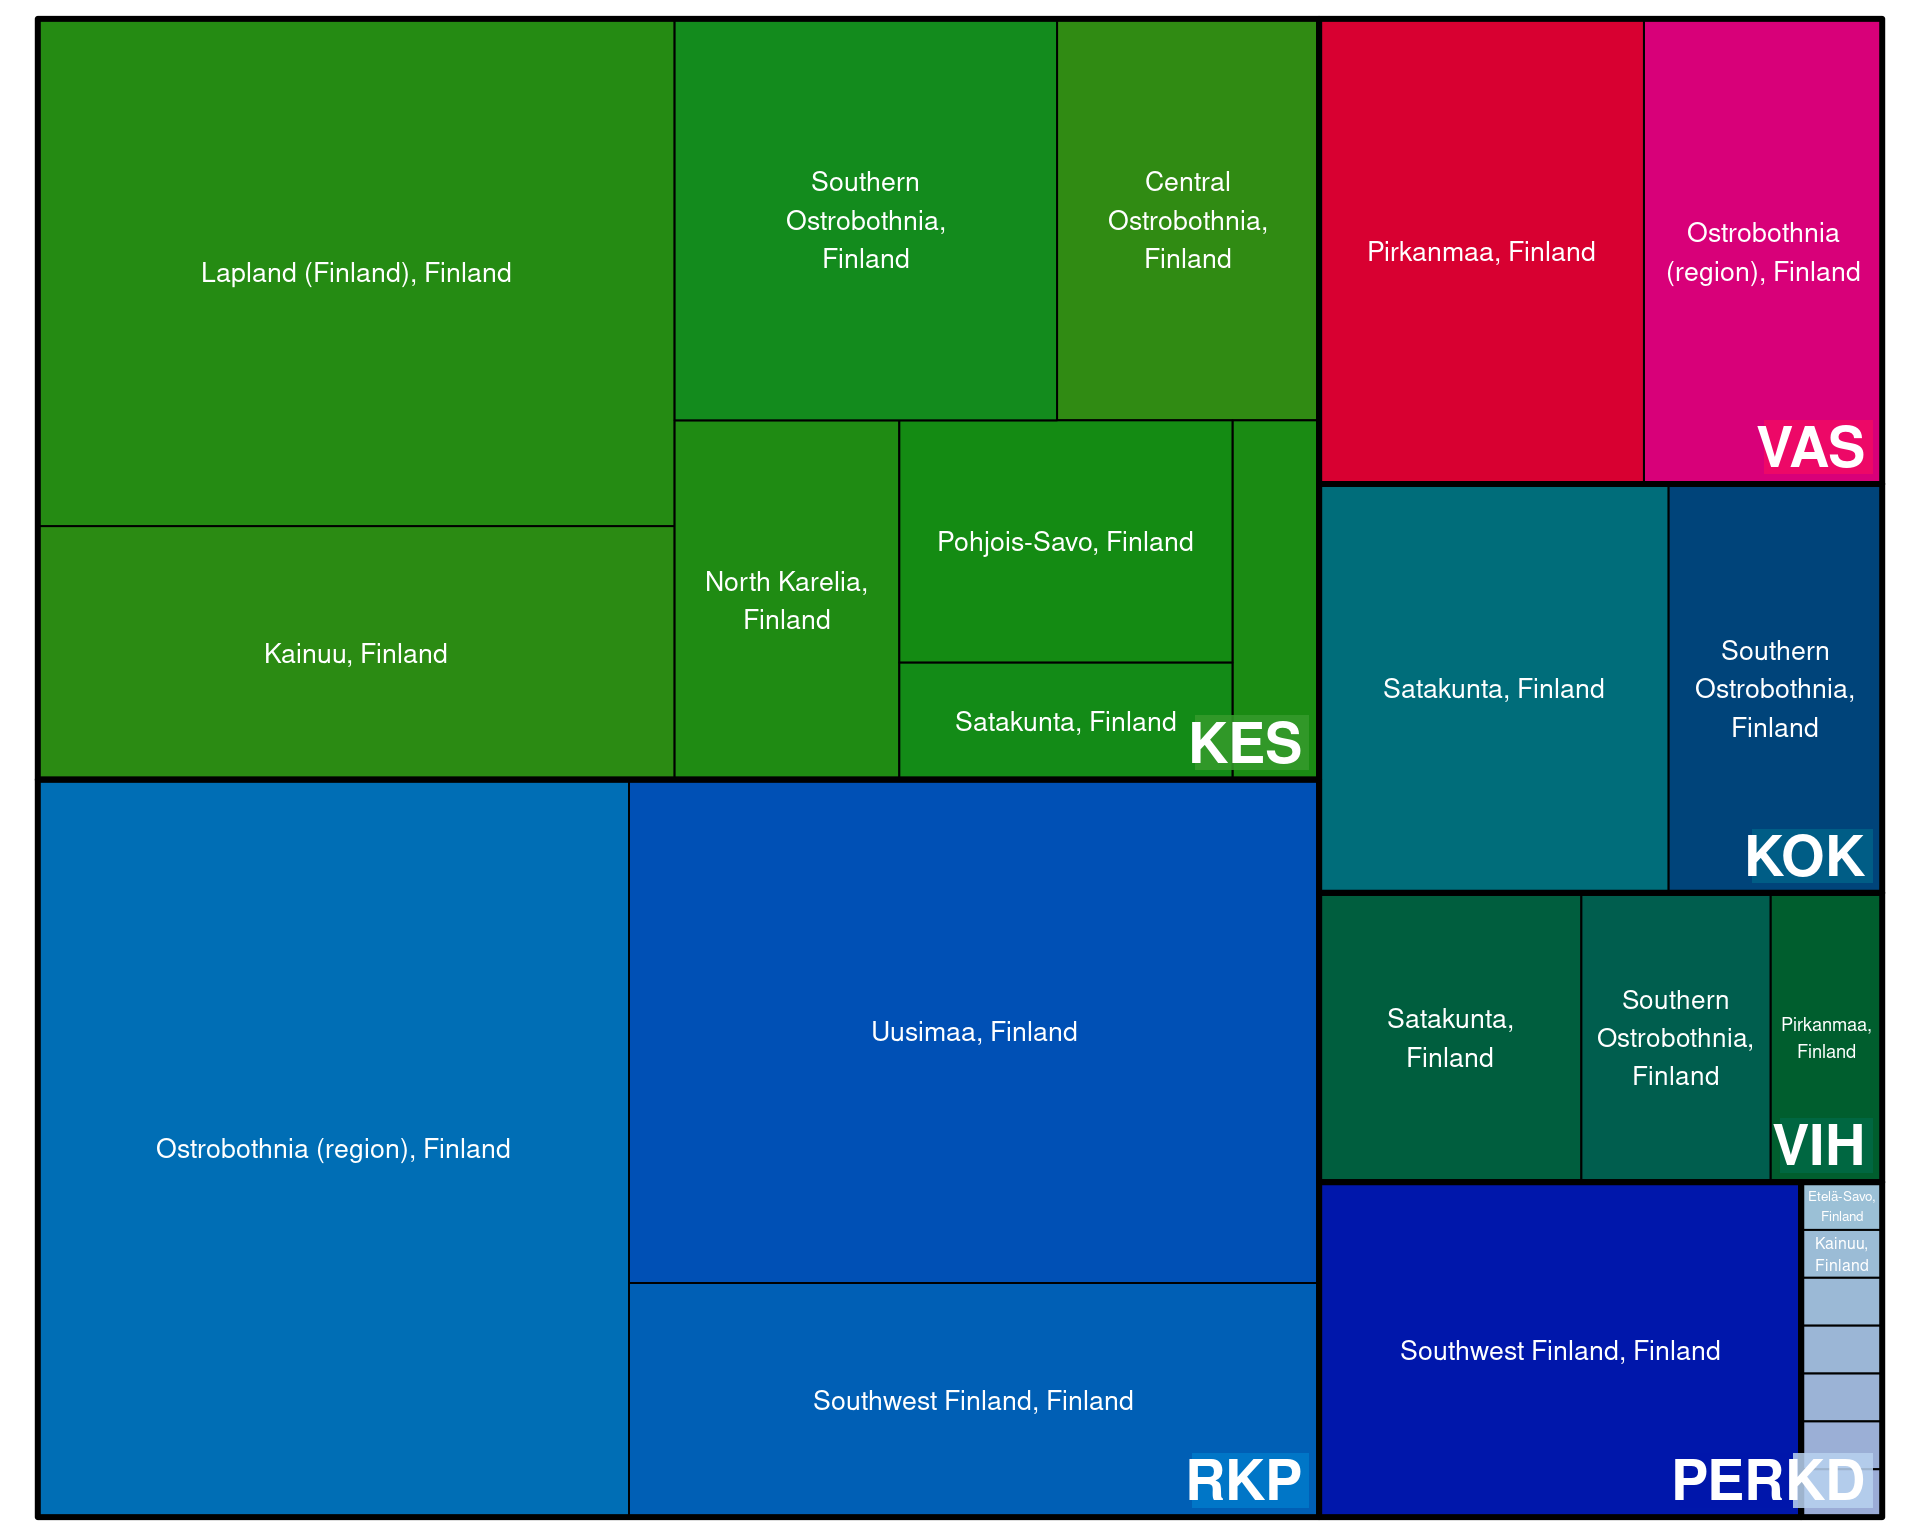 Lapland (Finland), Finland
Southern
Ostrobothnia,
Finland
Central
Ostrobothnia,
Finland
Kainuu, Finland
North Karelia,
Finland
Pohjois-Savo, Finland
Satakunta, Finland
KES
Pirkanmaa, Finland
Ostrobothnia
(region), Finland
VAS
Satakunta, Finland
Southern
Ostrobothnia,
Finland
KOK
Ostrobothnia (region), Finland
Uusimaa, Finland
Southwest Finland, Finland
RKP
Satakunta,
Finland
Southern
Ostrobothnia,
Finland
Pirkanmaa,
Finland
VIH
Southwest Finland, Finland
Etelä-Savo,
Finland
Kainuu,
Finland
PERKD